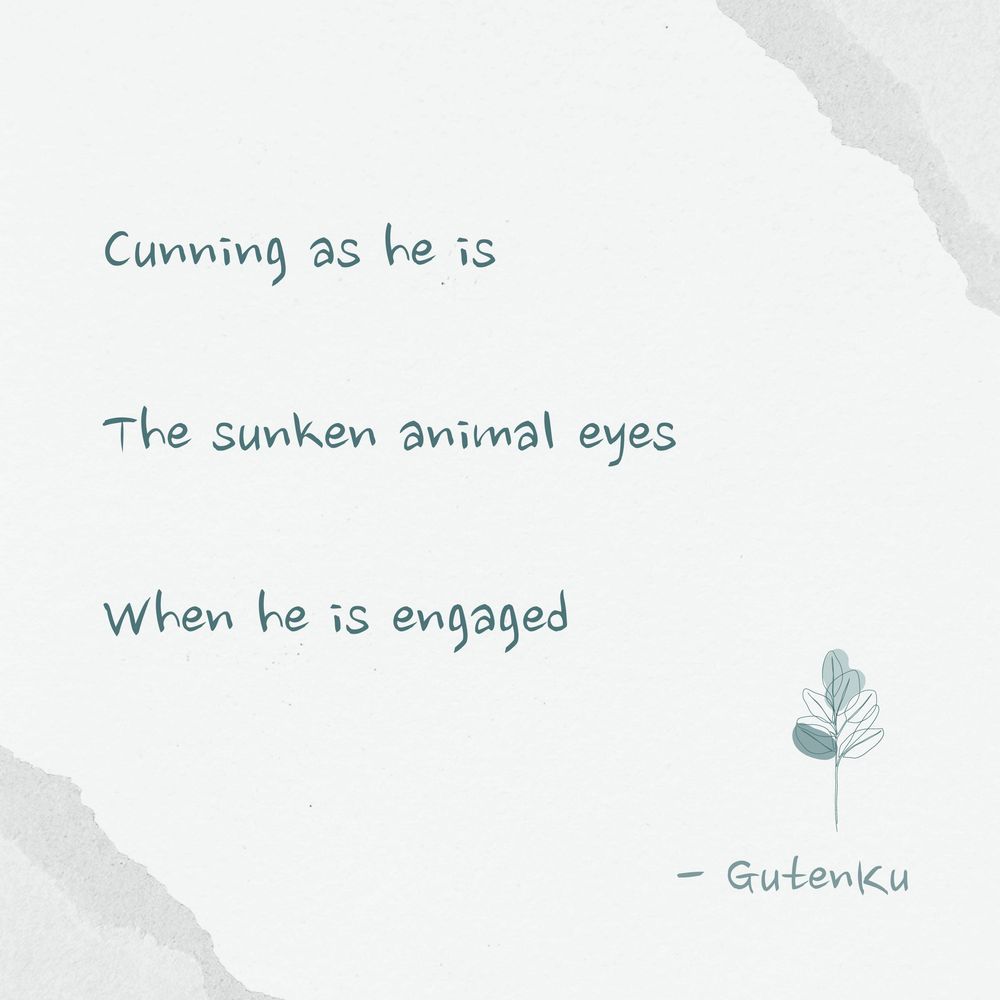 Cunning as he is
The sunken animal eyes
When he is engaged
- GutenKu